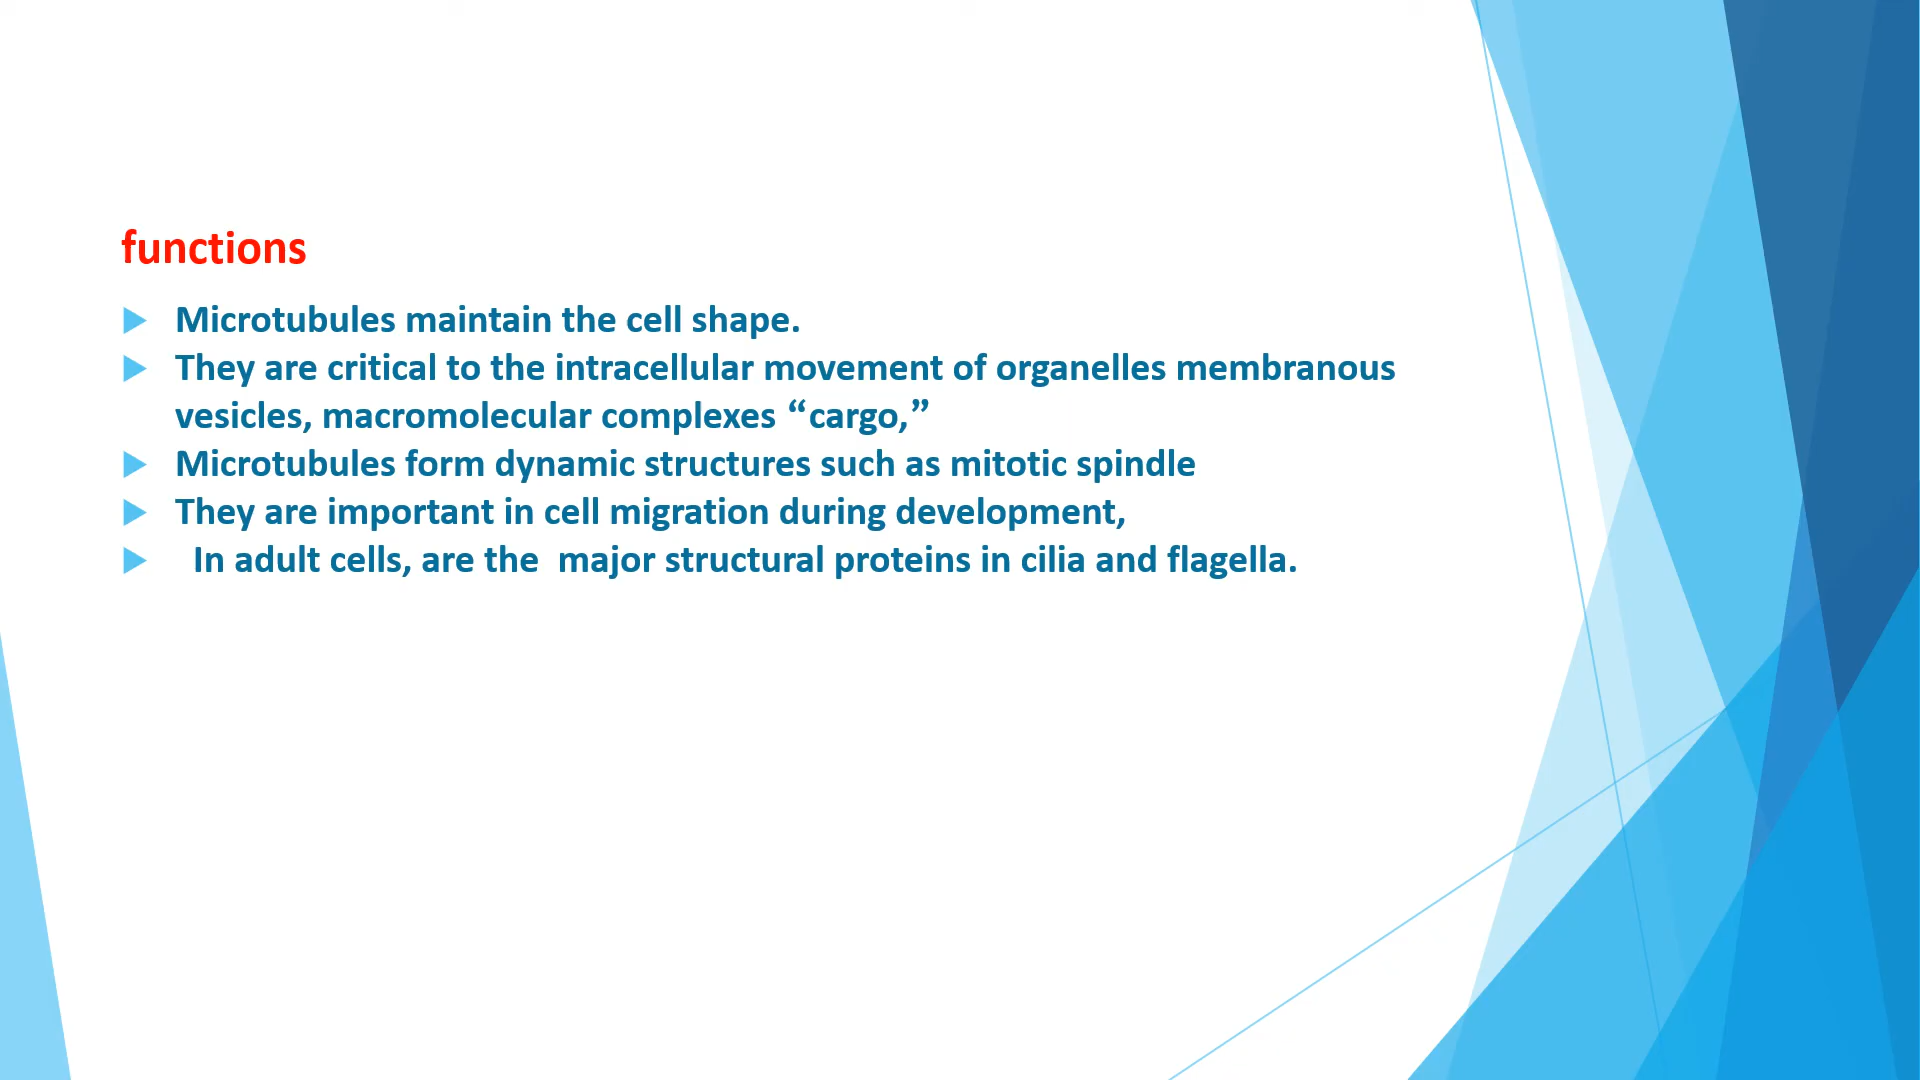 functions
Microtubules maintain the cell shape.
They are critical to the intracellular movement of organelles membranous
vesicles, macromolecular complexes “cargo,”
Microtubules form dynamic structures such as mitotic spindle
They are important in cell migration during development,
In adult cells, are the  major structural proteins in cilia and flagella.